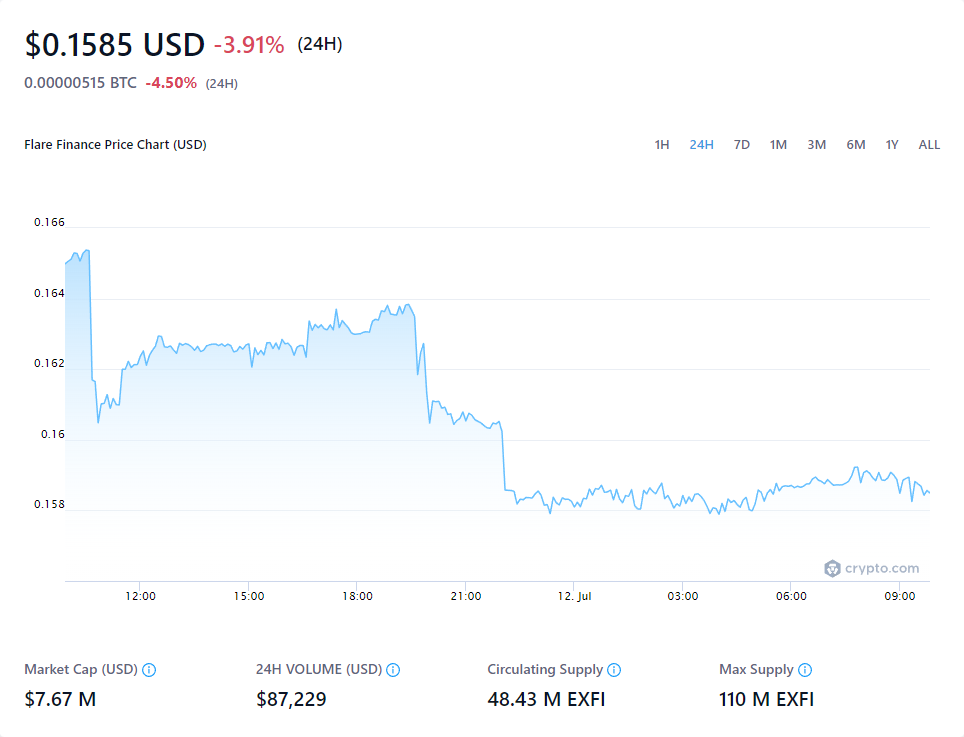 $0.1585 USD -3.91% (24H)
0.00000515 BTC -4.50% (24H)
Flare Finance Price Chart (USD)
1H 24H 7D 1M 3M 6M 1Y ALL
0.166
0.164
0.162
0.16
0.158
crypto.com
12:00 15:00 18:00 21:00 12. Jul 03:00 06:00 09:00
Market Cap (USD) 24H VOLUME (USD) Circulating Supply Max Supply
$7.67 M $87,229 48.43 M EXFI 110 M EXFI